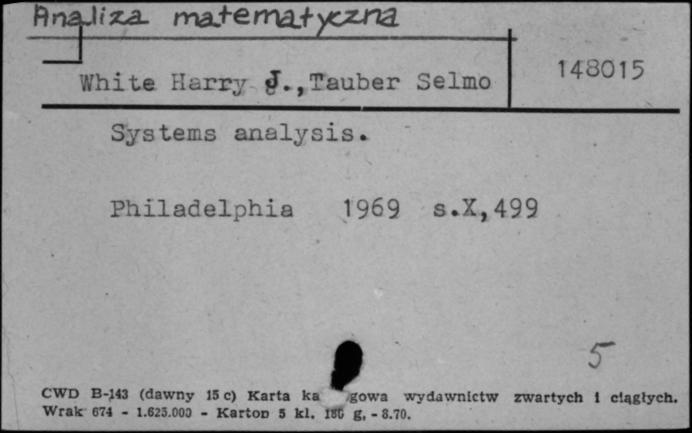 Analiza matematyczna
White Harry J., Tauber Selmo
148015
Systems analysis.
Philadelphia 1969 s.X,499
5
CWD B-143 (dawny 15 c) Karta ka gowa wydawnictw zwartych i ciągłych.
Wrak 674 - 1.625.000 - Karton 5 kl. 180 g, - 8.70.